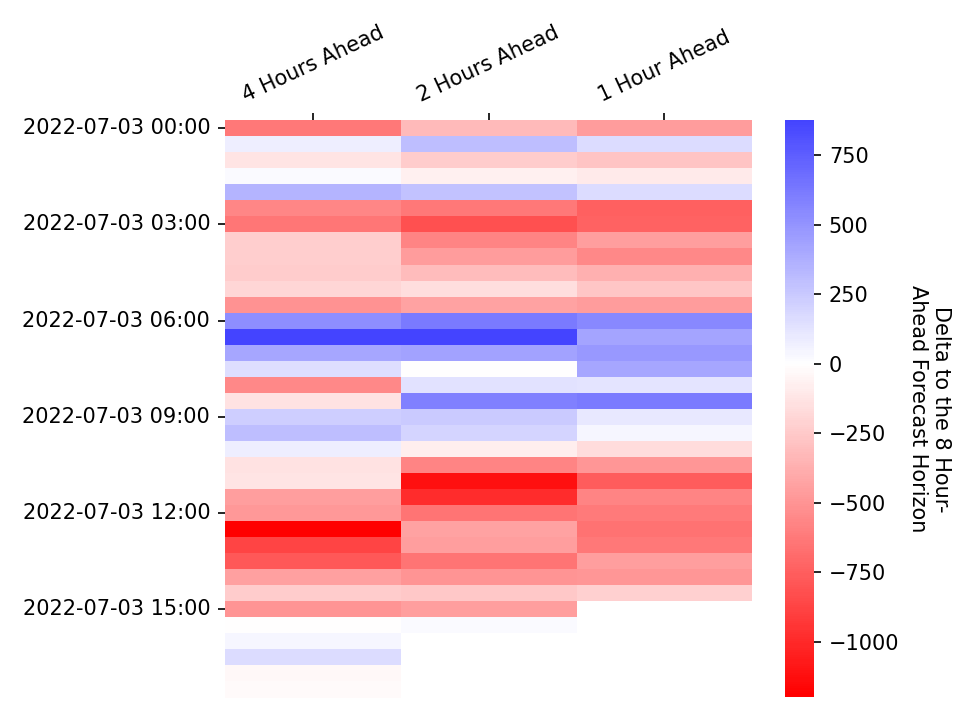 4 Hours Ahead
2 Hours Ahead
1 Hour Ahead
2022-07-03 00:00
2022-07-03 03:00
2022-07-03 06:00
2022-07-03 09:00
2022-07-03 12:00
2022-07-03 15:00
750
500
250
0
−250
−500
−750
−1000
Delta to the 8 Hour-
Ahead Forecast Horizon